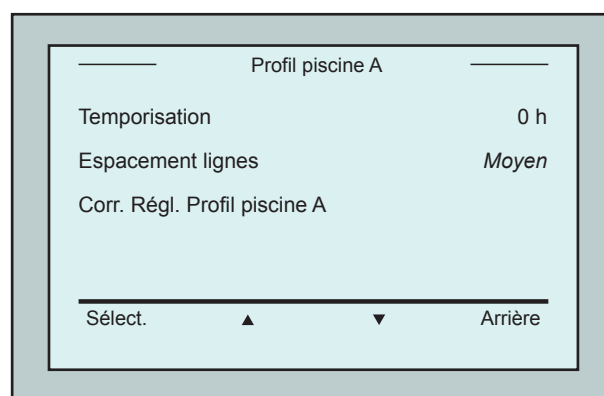 Profil piscine A
Temporisation 0 h
Espacement lignes Moyen
Corr. Régl. Profil piscine A
Sélect. ▲ ▼ Arrière